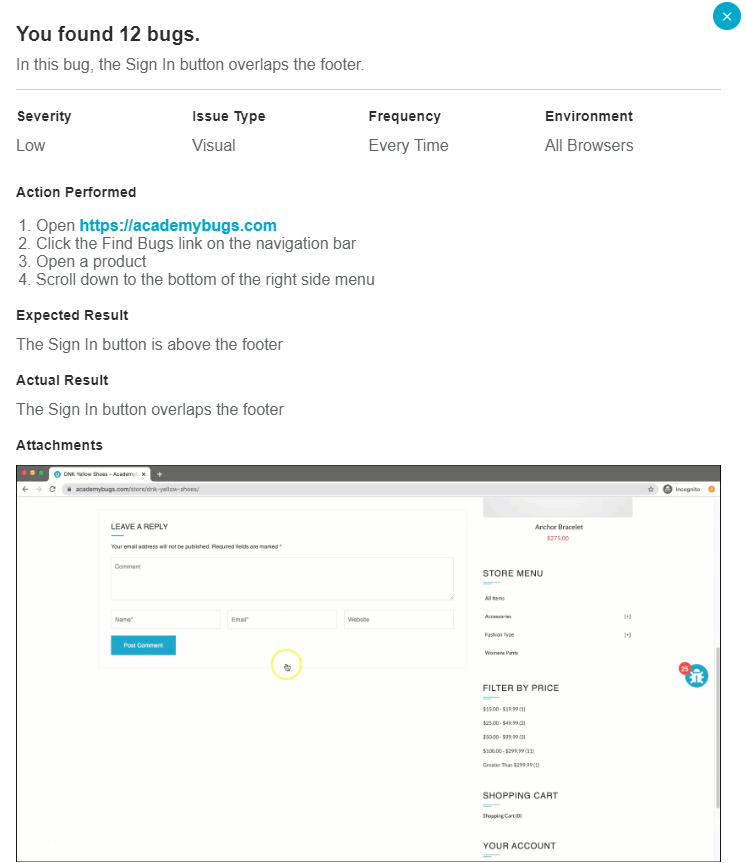 You found 12 bugs.
In this bug, the Sign In button overlaps the footer.
Severity
Issue Type
Frequency
Environment
Low
Visual
Every Time
All Browsers
Action Performed
1. Open https://academybugs.com
2. Click the Find Bugs link on the navigation bar
3. Open a product
4. Scroll down to the bottom of the right side menu
Expected Result
The Sign In button is above the footer
Actual Result
The Sign In button overlaps the footer
Attachments
DNK Yellow Shoes – Academy
academybugs.com/store/dnk-yellow-shoes/
Incognito
LEAVE A REPLY
Your email address will not be published. Required fields are marked *
Comment
Name*
Email*
Website
Post Comment
Anchor Bracelet
$275.00
STORE MENU
All Items
Accessories [+]
Fashion Type [+]
Womens Pants
25
FILTER BY PRICE
$15.00 - $19.99 (1)
$25.00 - $49.99 (2)
$50.00 - $99.99 (3)
$100.00 - $299.99 (11)
Greater Than $299.99 (1)
SHOPPING CART
Shopping Cart (0)
YOUR ACCOUNT